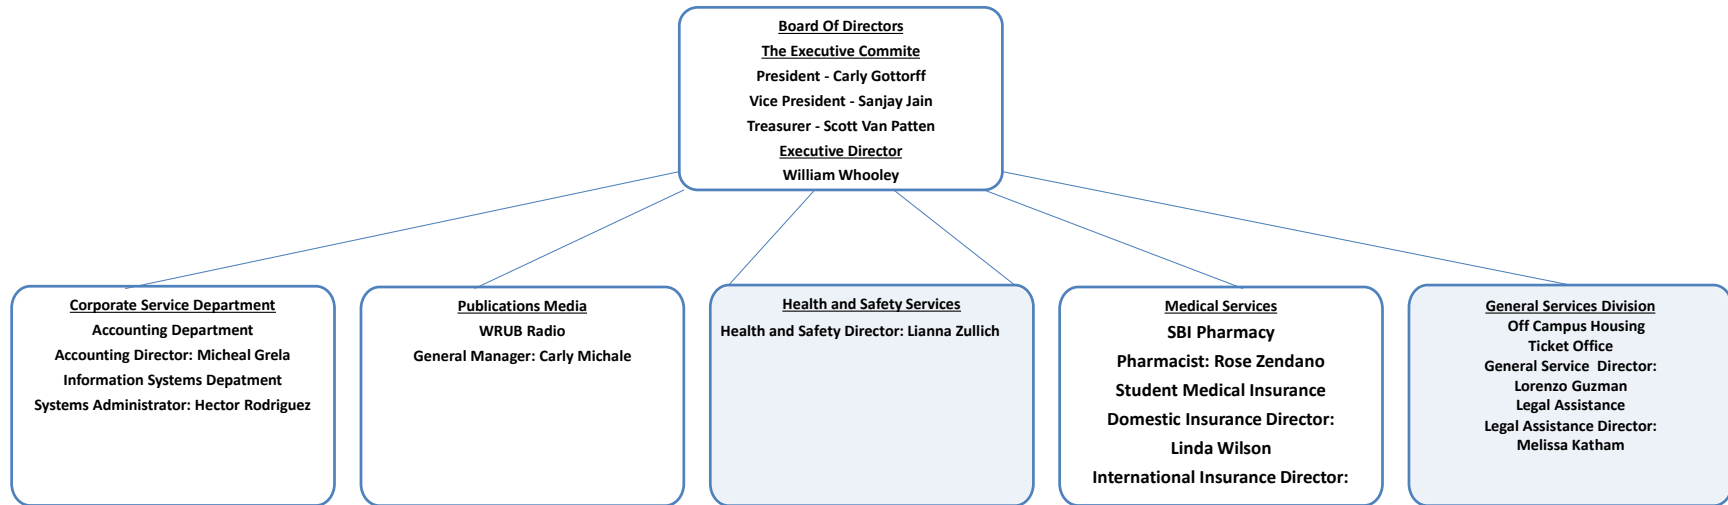 Board Of Directors
The Executive Commite
President - Carly Gottorff
Vice President - Sanjay Jain
Treasurer - Scott Van Patten
Executive Director
William Whooley
Corporate Service Department
Accounting Department
Accounting Director: Micheal Grela
Information Systems Depatment
Systems Administrator: Hector Rodriguez
Publications Media
WRUB Radio
General Manager: Carly Michale
Health and Safety Services
Health and Safety Director: Lianna Zullich
Medical Services
SBI Pharmacy
Pharmacist: Rose Zendano
Student Medical Insurance
Domestic Insurance Director:
Linda Wilson
International Insurance Director:
General Services Division
Off Campus Housing
Ticket Office
General Service  Director:
Lorenzo Guzman
Legal Assistance
Legal Assistance Director:
Melissa Katham